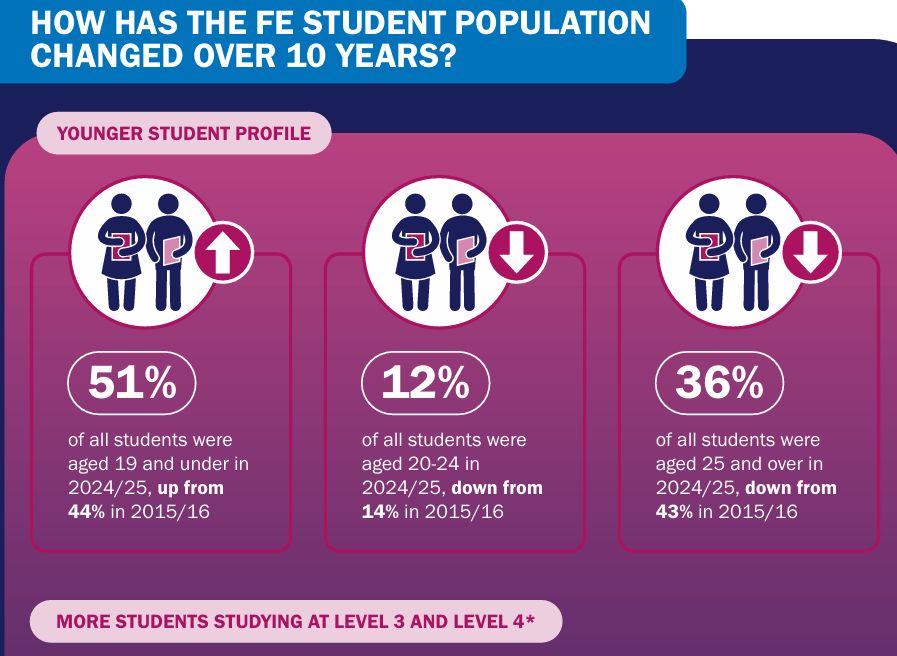 HOW HAS THE FE STUDENT POPULATION
CHANGED OVER 10 YEARS?
YOUNGER STUDENT PROFILE
51%
of all students were
aged 19 and under in
2024/25, up from
44% in 2015/16
12%
of all students were
aged 20-24 in
2024/25, down from
14% in 2015/16
36%
of all students were
aged 25 and over in
2024/25, down from
43% in 2015/16
MORE STUDENTS STUDYING AT LEVEL 3 AND LEVEL 4*